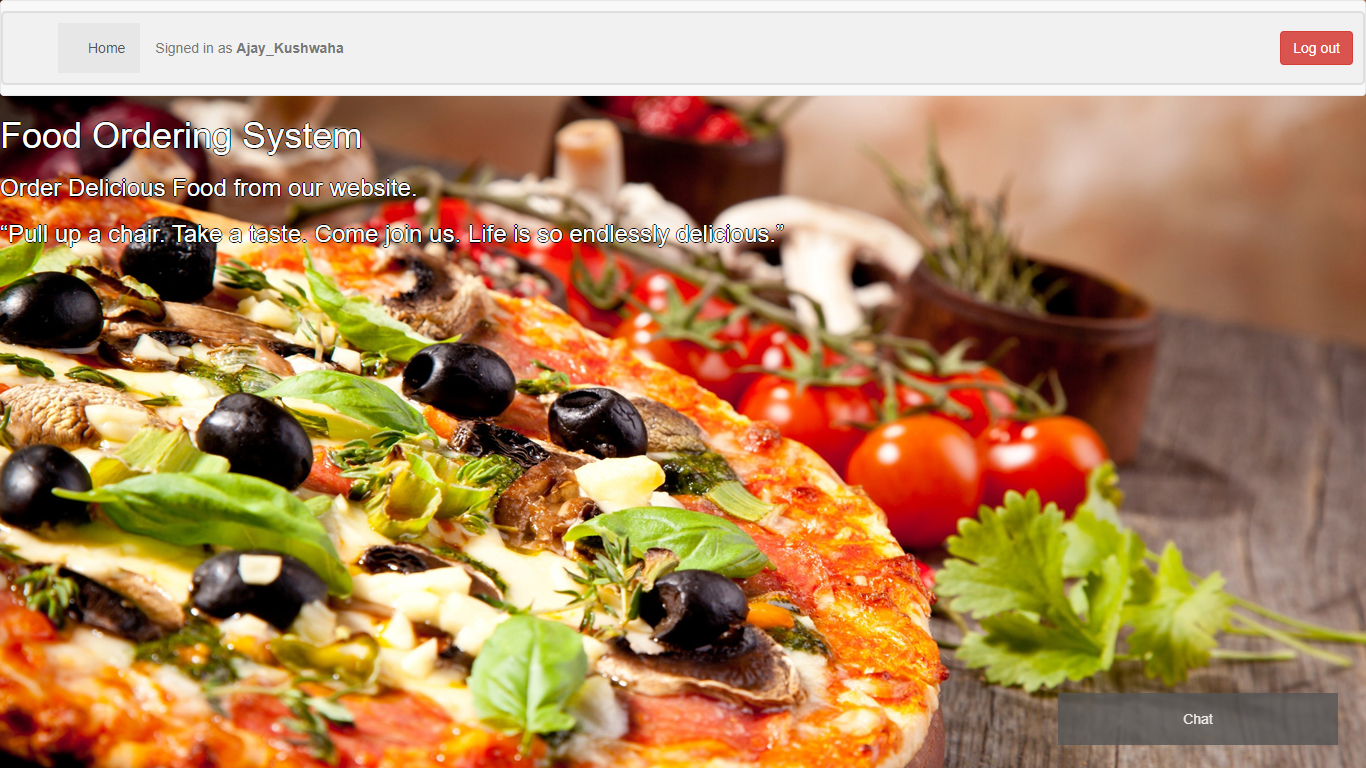 Home Signed in as Ajay_Kushwaha Log out
Food Ordering System
Order Delicious Food from our website.
“Pull up a chair. Take a taste. Come join us. Life is so endlessly delicious.”
Chat